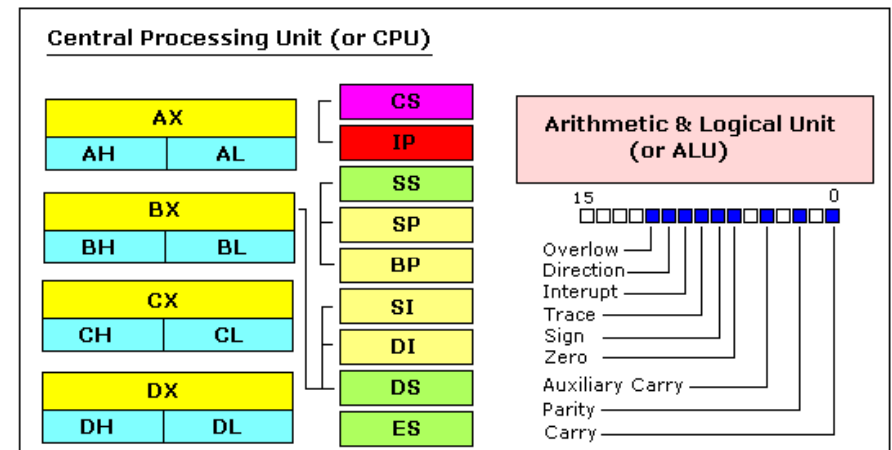 Central Processing Unit (or CPU)
AX
AH AL
BX
BH BL
CX
CH CL
DX
DH DL
CS
IP
SS
SP
BP
SI
DI
DS
ES
Arithmetic & Logical Unit
(or ALU)
15 0
Overlow
Direction
Interupt
Trace
Sign
Zero
Auxiliary Carry
Parity
Carry